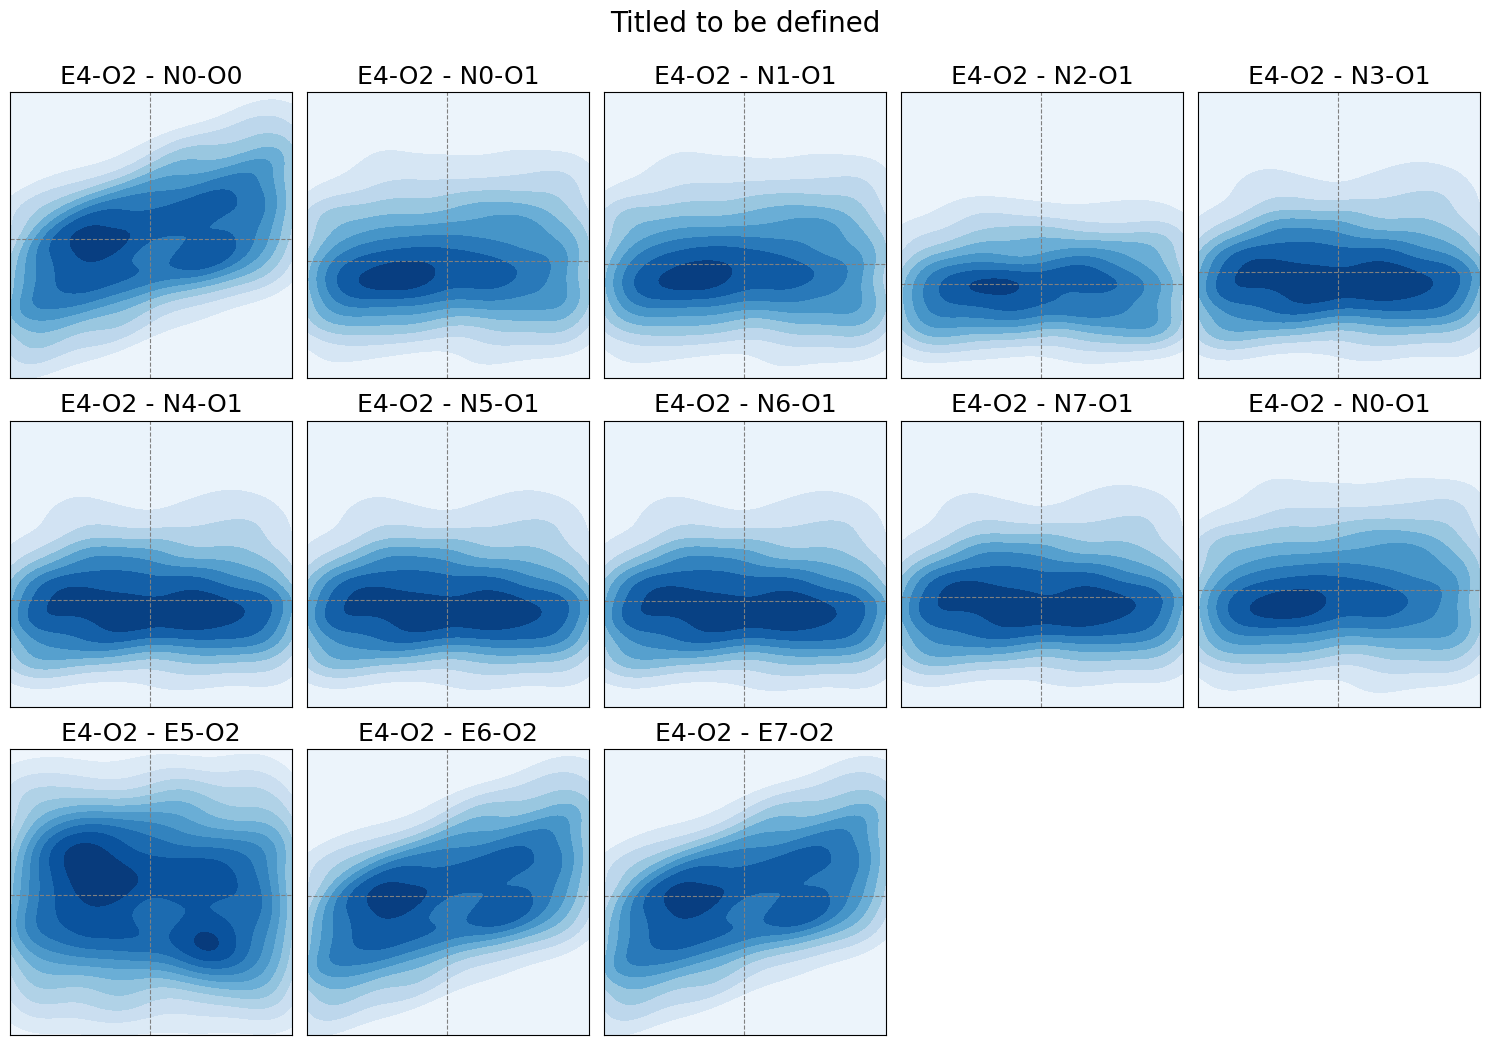 Titled to be defined
E4-O2 - N0-O0
E4-O2 - N0-O1
E4-O2 - N1-O1
E4-O2 - N2-O1
E4-O2 - N3-O1
E4-O2 - N4-O1
E4-O2 - N5-O1
E4-O2 - N6-O1
E4-O2 - N7-O1
E4-O2 - N0-O1
E4-O2 - E5-O2
E4-O2 - E6-O2
E4-O2 - E7-O2